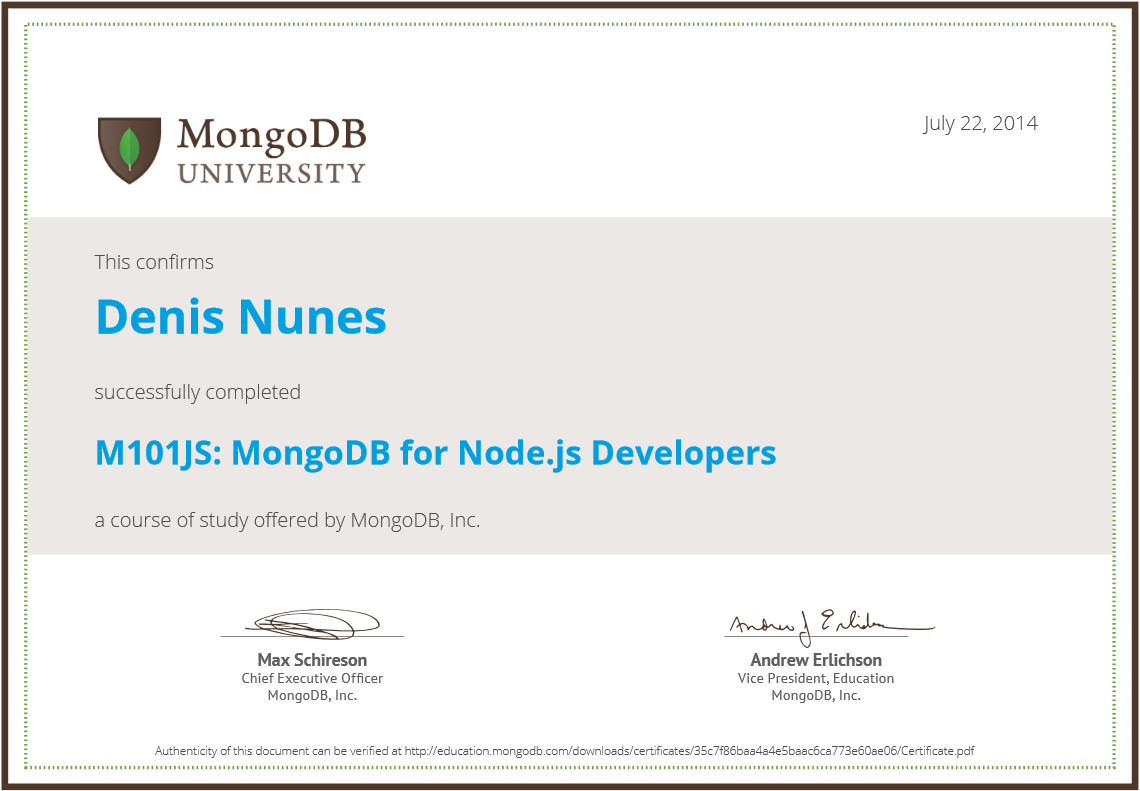 MongoDB
UNIVERSITY
July 22, 2014
This confirms
Denis Nunes
successfully completed
M101JS: MongoDB for Node.js Developers
a course of study offered by MongoDB, Inc.
Andrew J Erlichson
Max Schireson
Chief Executive Officer
MongoDB, Inc.
Andrew Erlichson
Vice President, Education
MongoDB, Inc.
Authenticity of this document can be verified at http://education.mongodb.com/downloads/certificates/35c7f86baa4a4e5baac6ca773e60ae06/Certificate.pdf